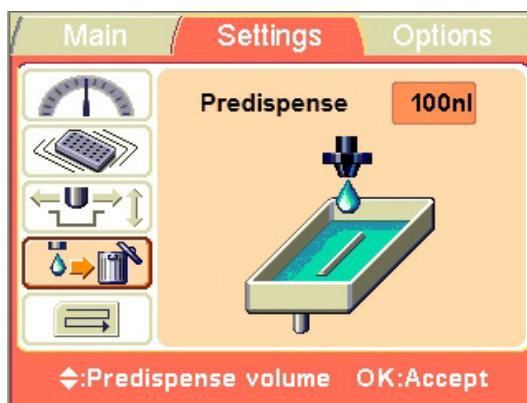 Main Settings Options
Predispense 100nl
:Predispense volume OK:Accept